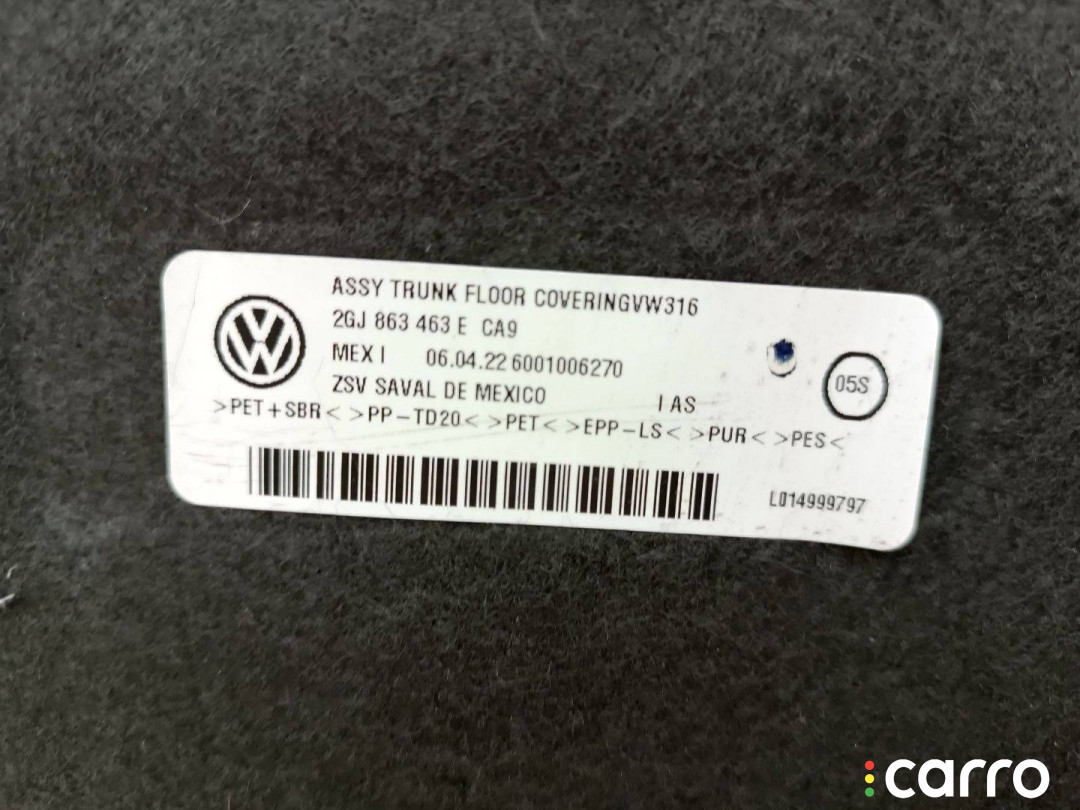 ASSY TRUNK FLOOR COVERINGVW316
2GJ 863 463 E CA9
MEX I 06.04.22 6001006270
ZSV SAVAL DE MEXICO I AS
05S
>PET+SBR< >PP-TD20< >PET< >EPP-LS< >PUR< >PES<
L014999797
carro